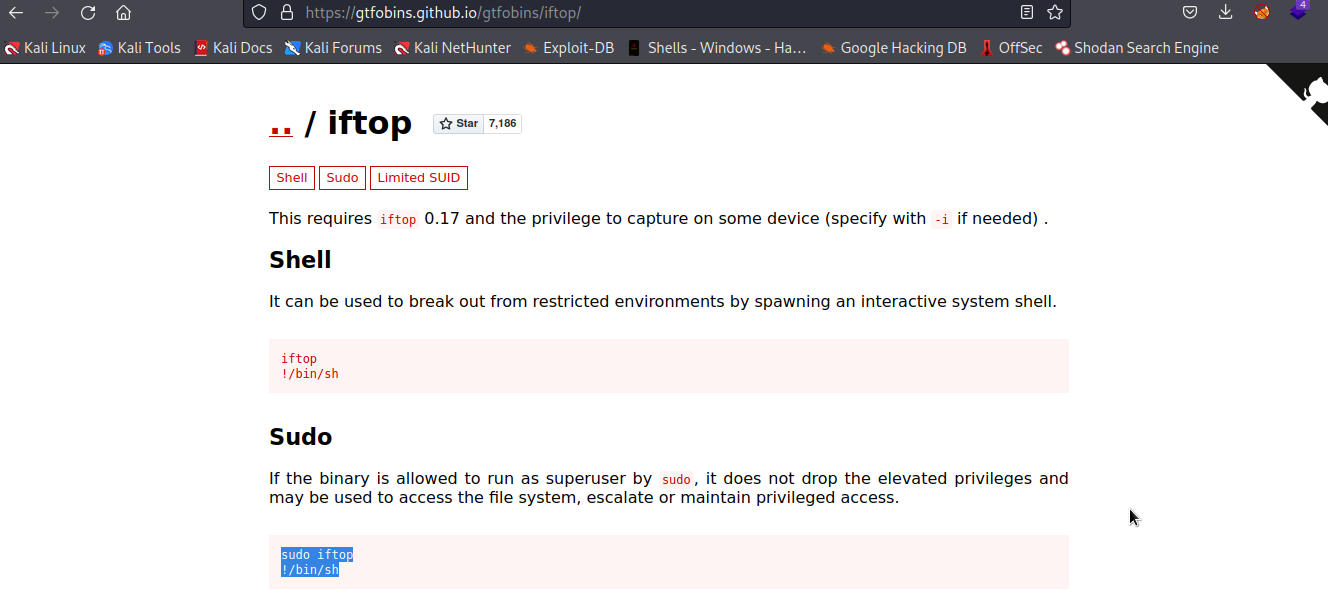 https://gtfobins.github.io/gtfobins/iftop/
4
Kali Linux Kali Tools Kali Docs Kali Forums Kali NetHunter Exploit-DB Shells - Windows - Ha… Google Hacking DB OffSec Shodan Search Engine
.. / iftop Star 7,186
Shell Sudo Limited SUID
This requires iftop 0.17 and the privilege to capture on some device (specify with -i if needed) .
Shell
It can be used to break out from restricted environments by spawning an interactive system shell.
iftop
!/bin/sh
Sudo
If the binary is allowed to run as superuser by sudo, it does not drop the elevated privileges and
may be used to access the file system, escalate or maintain privileged access.
sudo iftop
!/bin/sh